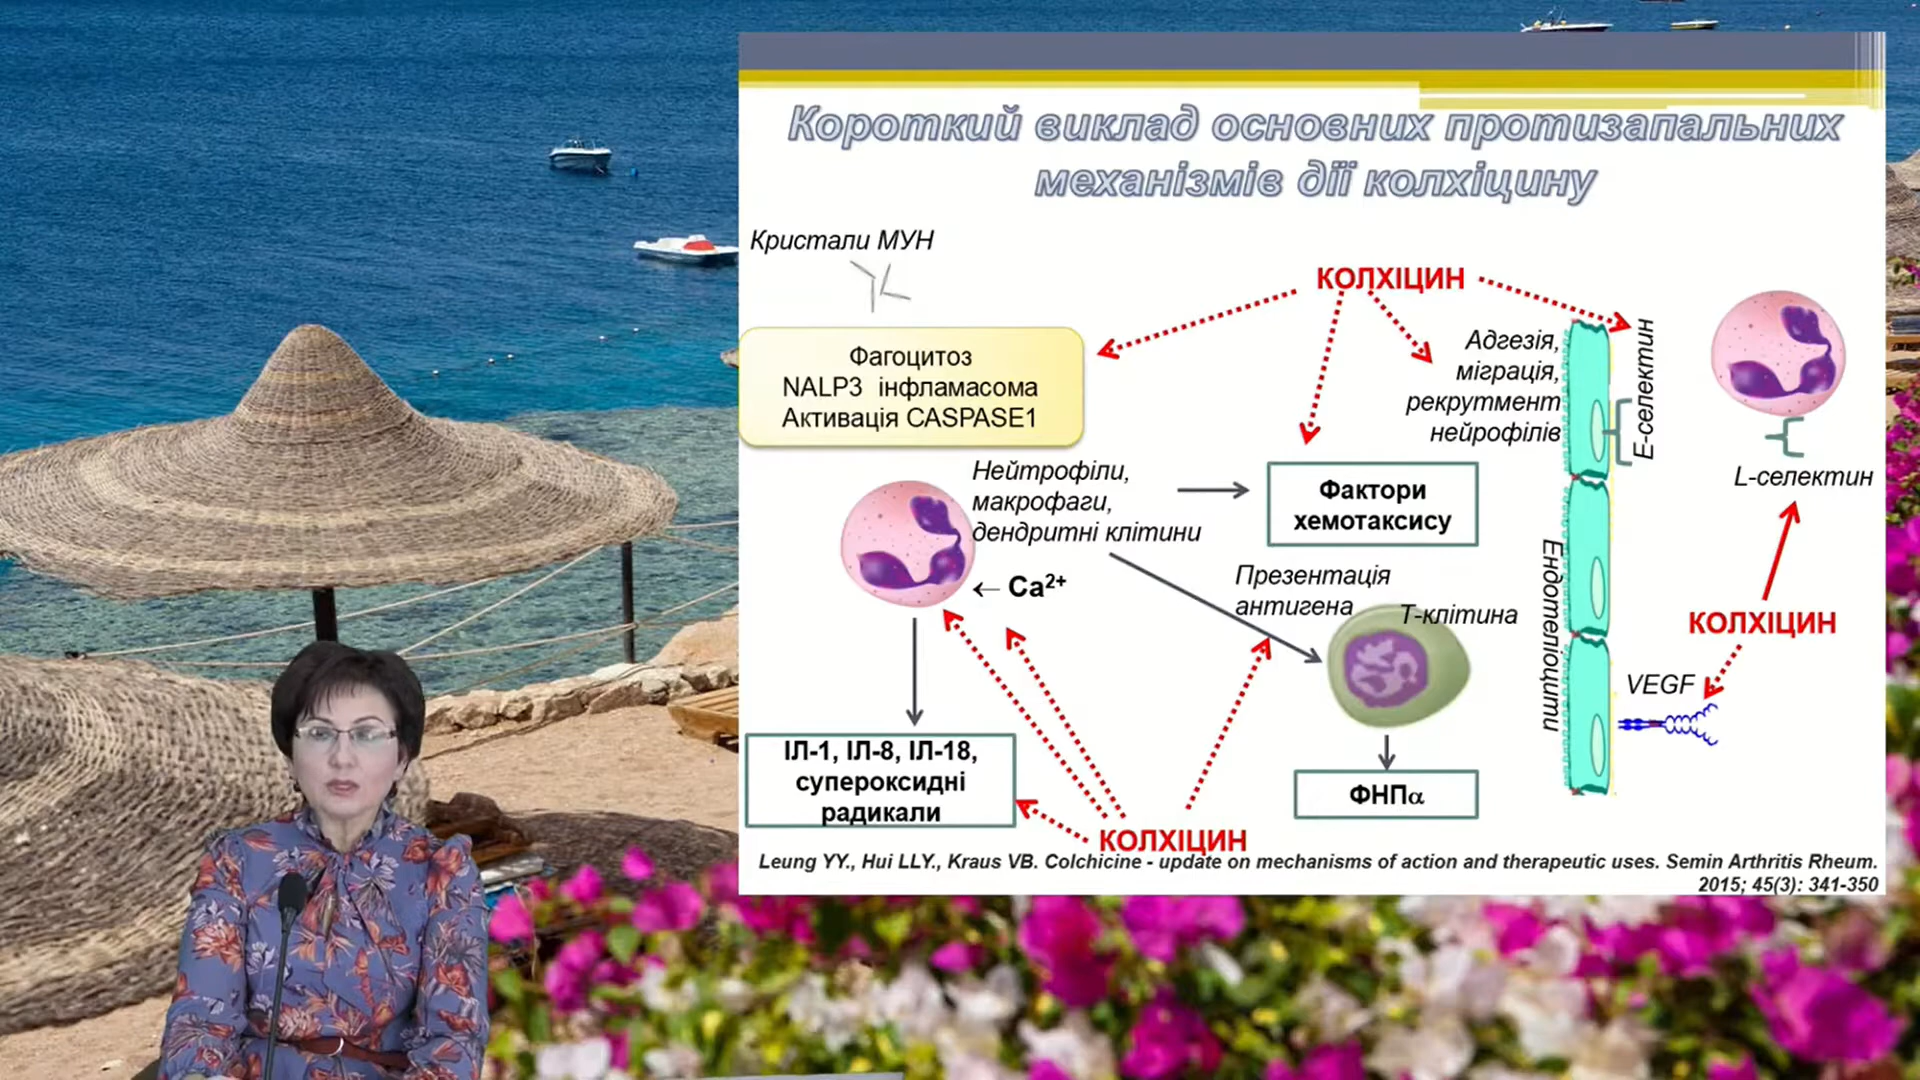 Короткий виклад основних протизапальних
механізмів дії колхіцину
Кристали МУН
Фагоцитоз
NALP3 інфламасома
Активація CASPASE1
КОЛХІЦИН
Адгезія,
міграція,
рекрутмент
нейрофілів
Е-селектин
L-селектин
Нейтрофіли,
макрофаги,
дендритні клітини
← Ca²⁺
Фактори
хемотаксису
Презентація
антигена
Т-клітина
Ендотеліоцити
КОЛХІЦИН
VEGF
ІЛ-1, ІЛ-8, ІЛ-18,
супероксидні
радикали
ФНПα
КОЛХІЦИН
Leung YY., Hui LLY., Kraus VB. Colchicine - update on mechanisms of action and therapeutic uses. Semin Arthritis Rheum.
2015; 45(3): 341-350